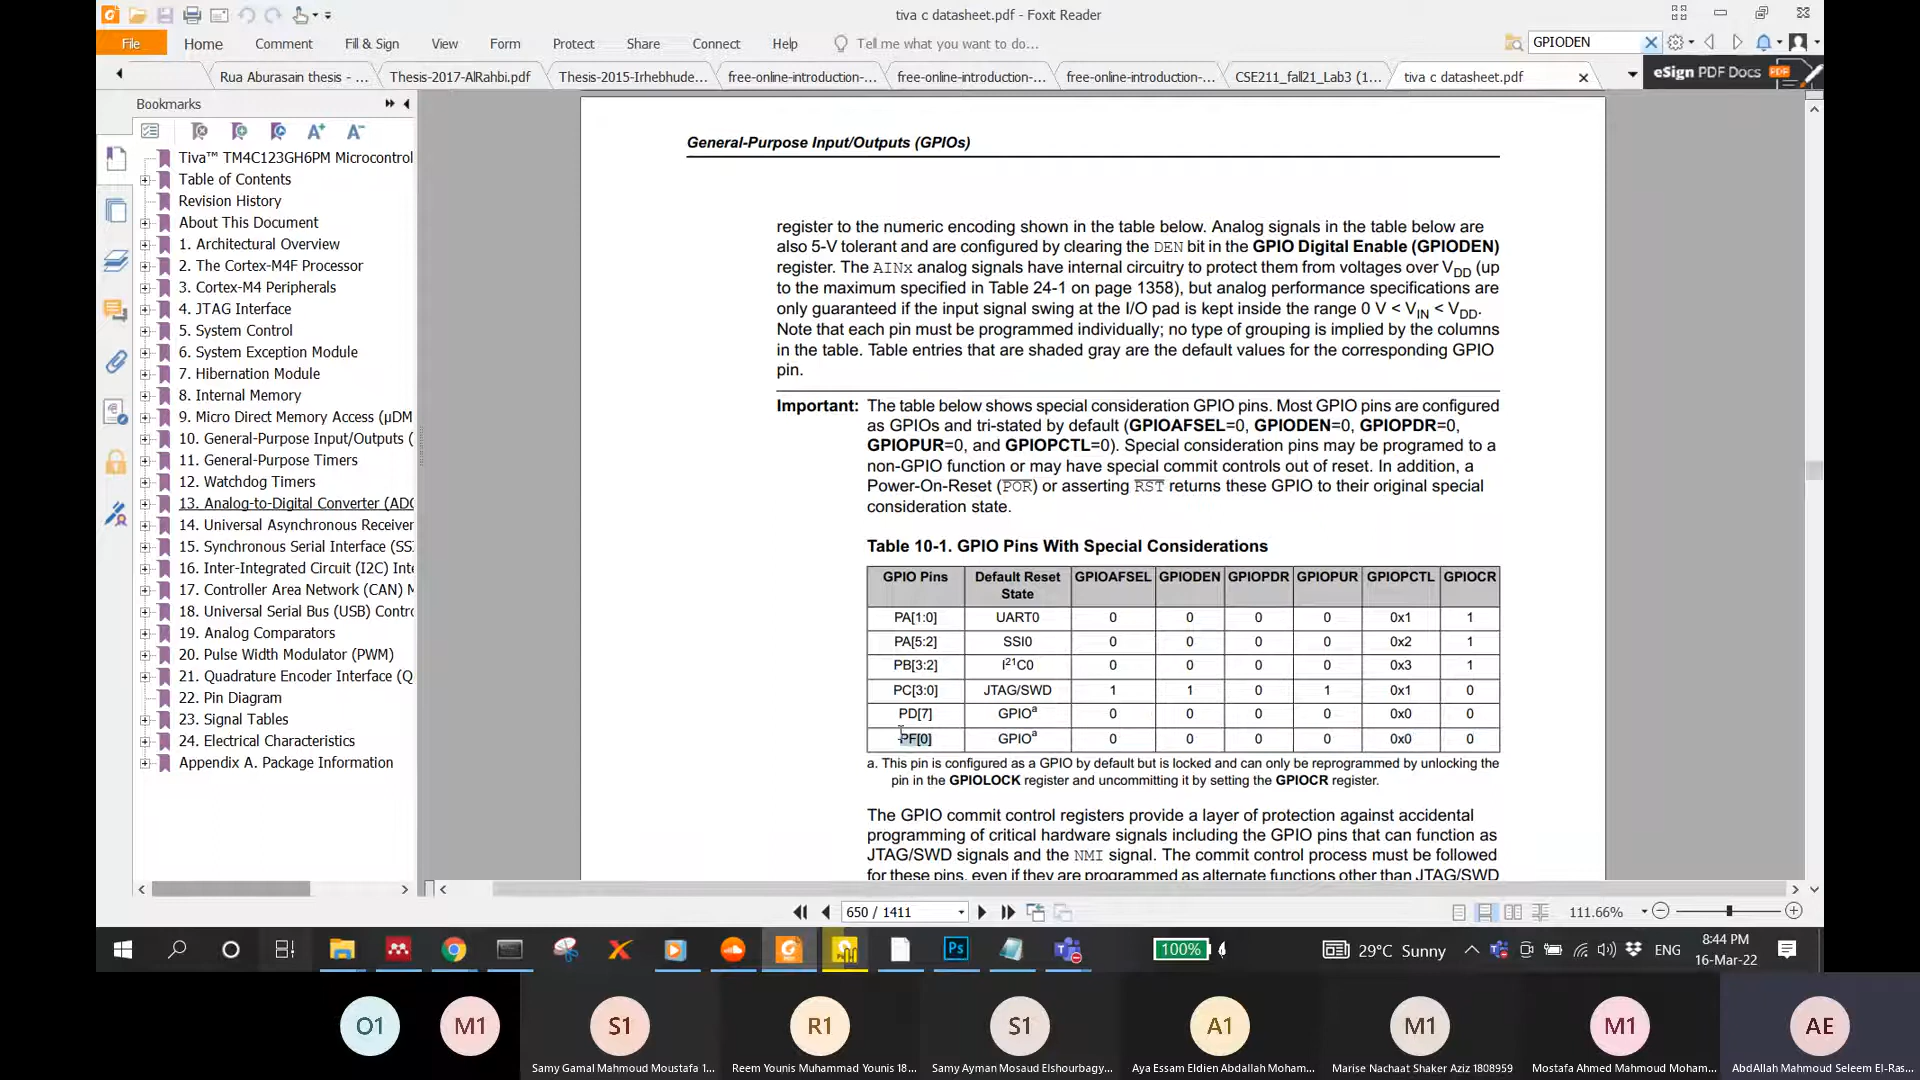 tiva c datasheet.pdf - Foxit Reader
File
Home
Comment
Fill & Sign
View
Form
Protect
Share
Connect
Help
Tell me what you want to do...
GPIODEN
Rua Aburasain thesis - ...
Thesis-2017-AlRahbi.pdf
Thesis-2015-Irhebhude...
free-online-introduction-...
free-online-introduction-...
free-online-introduction-...
CSE211_fall21_Lab3 (1...
tiva c datasheet.pdf
eSign PDF Docs
Bookmarks
Tiva™ TM4C123GH6PM Microcontrol
Table of Contents
Revision History
About This Document
1. Architectural Overview
2. The Cortex-M4F Processor
3. Cortex-M4 Peripherals
4. JTAG Interface
5. System Control
6. System Exception Module
7. Hibernation Module
8. Internal Memory
9. Micro Direct Memory Access (µDM
10. General-Purpose Input/Outputs (
11. General-Purpose Timers
12. Watchdog Timers
13. Analog-to-Digital Converter (ADC
14. Universal Asynchronous Receiver
15. Synchronous Serial Interface (SS
16. Inter-Integrated Circuit (I2C) Inte
17. Controller Area Network (CAN) M
18. Universal Serial Bus (USB) Contro
19. Analog Comparators
20. Pulse Width Modulator (PWM)
21. Quadrature Encoder Interface (Q
22. Pin Diagram
23. Signal Tables
24. Electrical Characteristics
Appendix A. Package Information
General-Purpose Input/Outputs (GPIOs)
register to the numeric encoding shown in the table below. Analog signals in the table below are
also 5-V tolerant and are configured by clearing the DEN bit in the GPIO Digital Enable (GPIODEN)
register. The AINx analog signals have internal circuitry to protect them from voltages over VDD (up
to the maximum specified in Table 24-1 on page 1358), but analog performance specifications are
only guaranteed if the input signal swing at the I/O pad is kept inside the range 0 V < VIN < VDD.
Note that each pin must be programmed individually; no type of grouping is implied by the columns
in the table. Table entries that are shaded gray are the default values for the corresponding GPIO
pin.
Important: The table below shows special consideration GPIO pins. Most GPIO pins are configured
as GPIOs and tri-stated by default (GPIOAFSEL=0, GPIODEN=0, GPIOPDR=0,
GPIOPUR=0, and GPIOPCTL=0). Special consideration pins may be programed to a
non-GPIO function or may have special commit controls out of reset. In addition, a
Power-On-Reset (POR) or asserting RST returns these GPIO to their original special
consideration state.
Table 10-1. GPIO Pins With Special Considerations
GPIO Pins Default Reset State GPIOAFSEL GPIODEN GPIOPDR GPIOPUR GPIOPCTL GPIOCR
PA[1:0] UART0 0 0 0 0 0x1 1
PA[5:2] SSI0 0 0 0 0 0x2 1
PB[3:2] I21C0 0 0 0 0 0x3 1
PC[3:0] JTAG/SWD 1 1 0 1 0x1 0
PD[7] GPIOa 0 0 0 0 0x0 0
PF[0] GPIOa 0 0 0 0 0x0 0
a. This pin is configured as a GPIO by default but is locked and can only be reprogrammed by unlocking the
pin in the GPIOLOCK register and uncommitting it by setting the GPIOCR register.
The GPIO commit control registers provide a layer of protection against accidental
programming of critical hardware signals including the GPIO pins that can function as
JTAG/SWD signals and the NMI signal. The commit control process must be followed
for these pins, even if they are programmed as alternate functions other than JTAG/SWD
650 / 1411
111.66%
100%
29°C Sunny
ENG
8:44 PM
16-Mar-22
O1
M1
S1
R1
S1
A1
M1
M1
AE
Samy Gamal Mahmoud Moustafa 1...
Reem Younis Muhammad Younis 18...
Samy Ayman Mosaud Elshourbagy...
Aya Essam Eldien Abdallah Moham...
Marise Nachaat Shaker Aziz 1808959
Mostafa Ahmed Mahmoud Moham...
AbdAllah Mahmoud Seleem El-Ras...